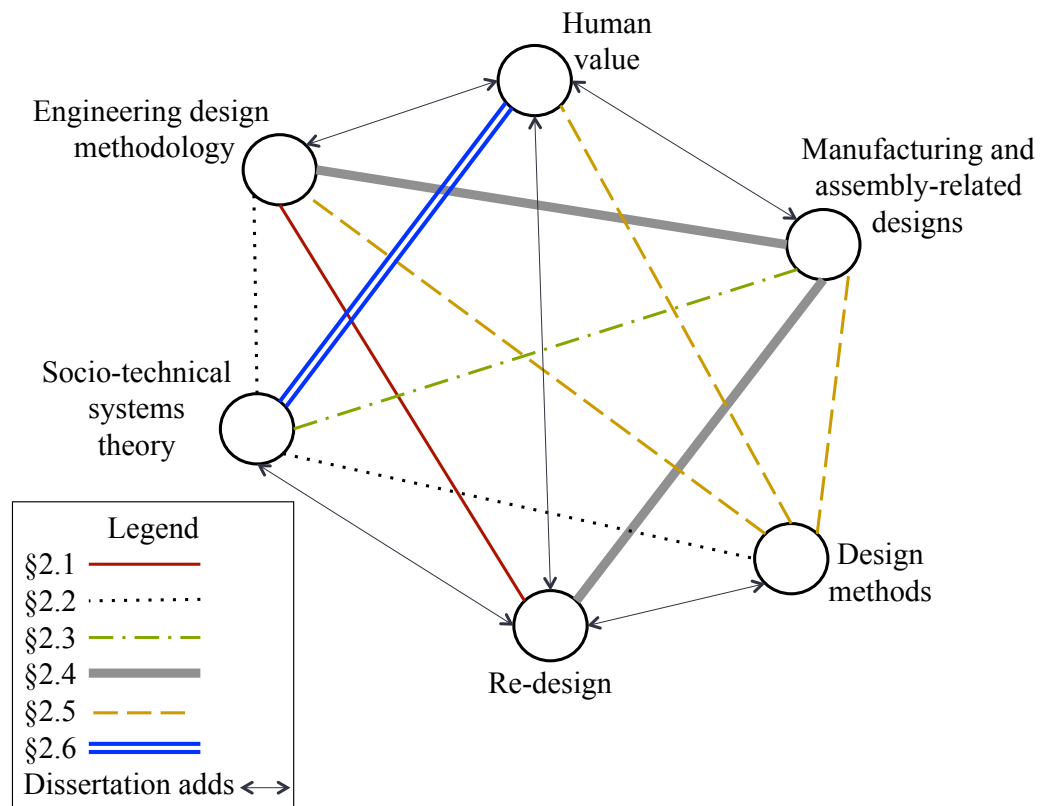 Human
value
Engineering design
methodology
Manufacturing and
assembly-related
designs
Socio-technical
systems
theory
Design
methods
Re-design
Legend
§2.1
§2.2
§2.3
§2.4
§2.5
§2.6
Dissertation adds